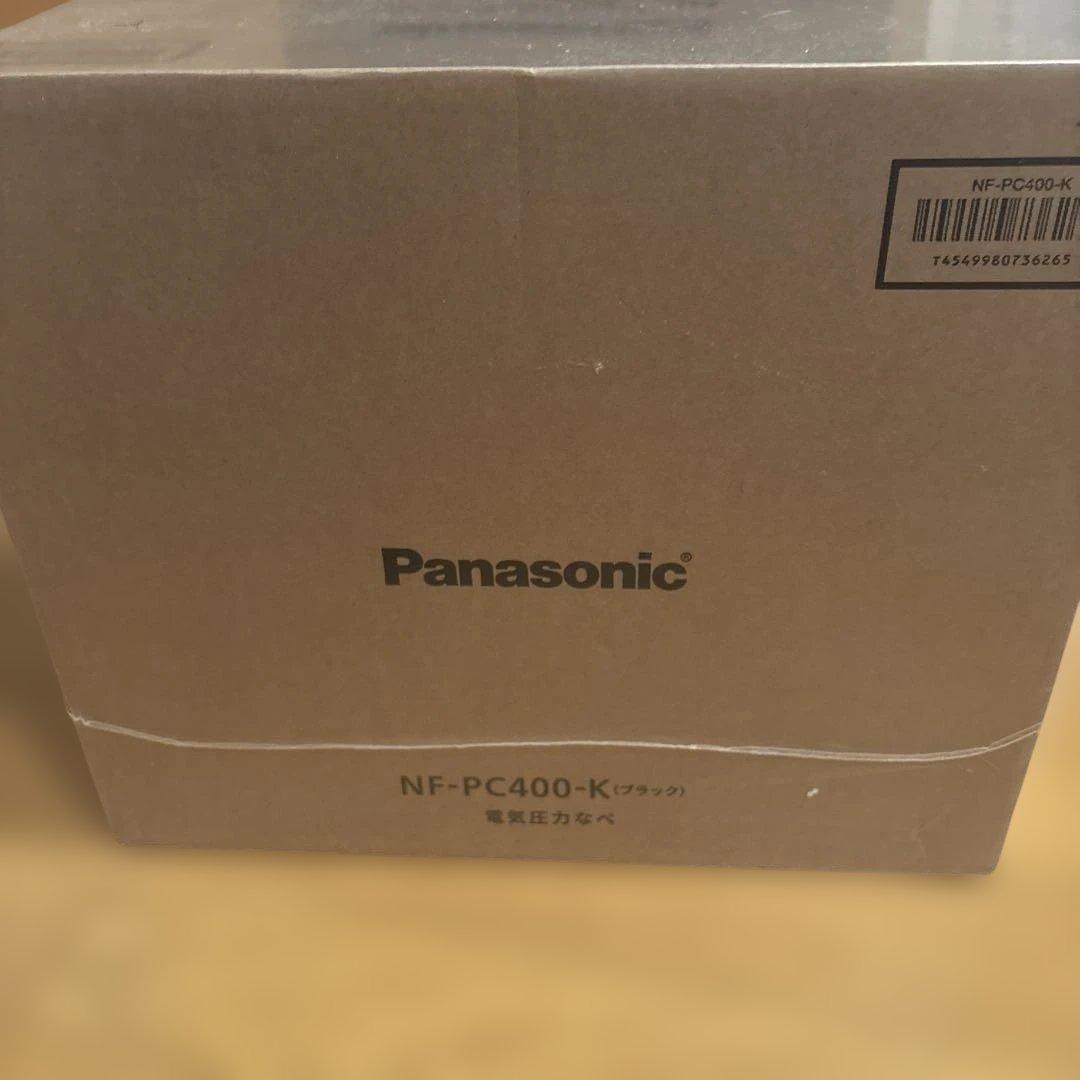 NF-PC400-K
T4549980736265
Panasonic®
NF-PC400-K(ブラック)
電気圧力なべ